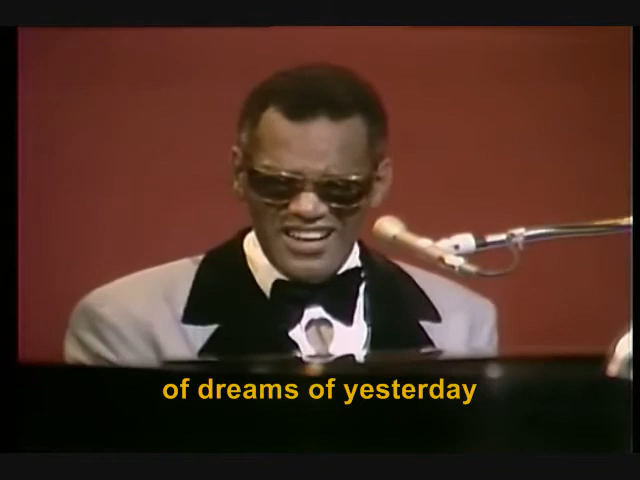 of dreams of yesterday